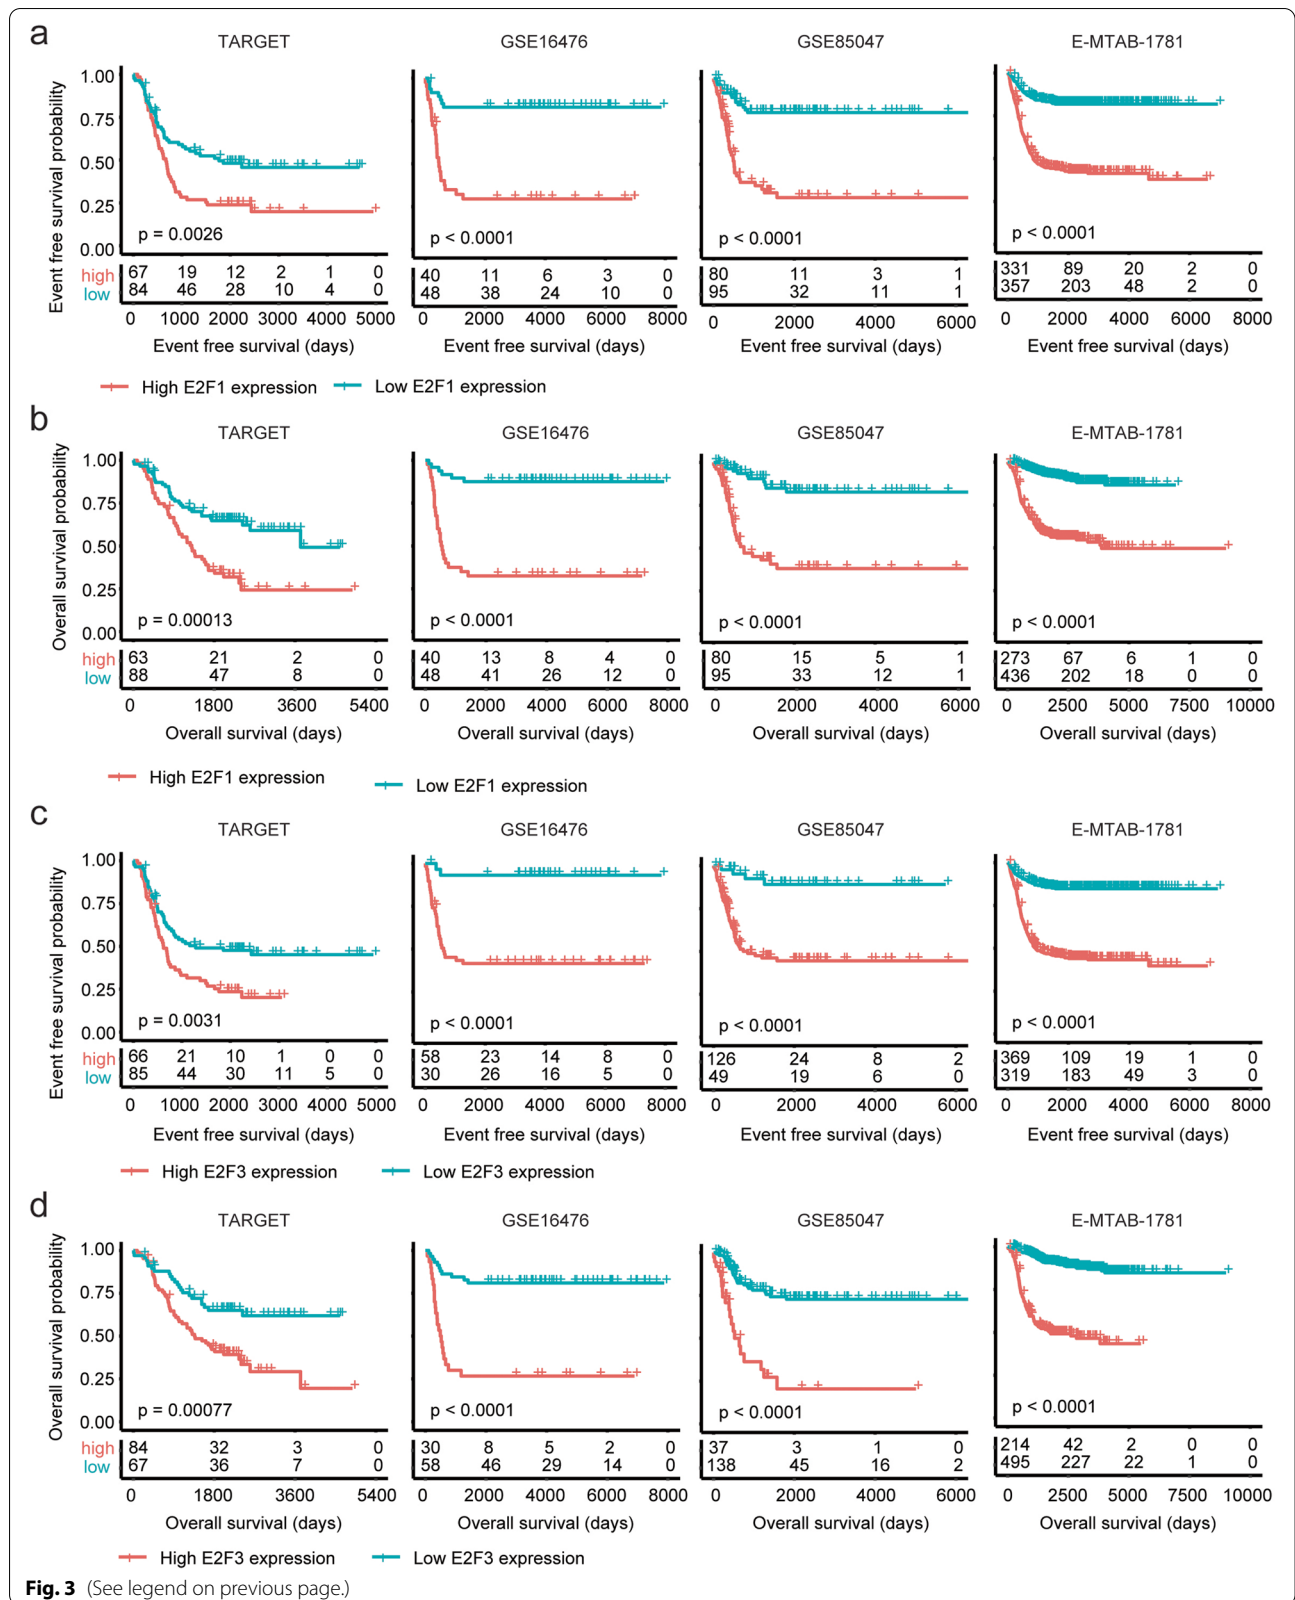 a
TARGET GSE16476 GSE85047 E-MTAB-1781
Event free survival probability
1.00
0.75
0.50
0.25
0.00
p = 0.0026 p < 0.0001 p < 0.0001 p < 0.0001
high 67 19 12 2 1 0 40 11 6 3 0 80 11 3 1 331 89 20 2 0
low 84 46 28 10 4 0 48 38 24 10 0 95 32 11 1 357 203 48 2 0
0 1000 2000 3000 4000 5000 0 2000 4000 6000 8000 0 2000 4000 6000 0 2000 4000 6000 8000
Event free survival (days) Event free survival (days) Event free survival (days) Event free survival (days)
High E2F1 expression Low E2F1 expression
b
TARGET GSE16476 GSE85047 E-MTAB-1781
Overall survival probability
1.00
0.75
0.50
0.25
0.00
p = 0.00013 p < 0.0001 p < 0.0001 p < 0.0001
high 63 21 2 0 40 13 8 4 0 80 15 5 1 273 67 6 1 0
low 88 47 8 0 48 41 26 12 0 95 33 12 1 436 202 18 0 0
0 1800 3600 5400 0 2000 4000 6000 8000 0 2000 4000 6000 0 2500 5000 7500 10000
Overall survival (days) Overall survival (days) Overall survival (days) Overall survival (days)
High E2F1 expression Low E2F1 expression
c
TARGET GSE16476 GSE85047 E-MTAB-1781
Event free survival probability
1.00
0.75
0.50
0.25
0.00
p = 0.0031 p < 0.0001 p < 0.0001 p < 0.0001
high 66 21 10 1 0 0 58 23 14 8 0 126 24 8 2 369 109 19 1 0
low 85 44 30 11 5 0 30 26 16 5 0 49 19 6 0 319 183 49 3 0
0 1000 2000 3000 4000 5000 0 2000 4000 6000 8000 0 2000 4000 6000 0 2000 4000 6000 8000
Event free survival (days) Event free survival (days) Event free survival (days) Event free survival (days)
High E2F3 expression Low E2F3 expression
d
TARGET GSE16476 GSE85047 E-MTAB-1781
Overall survival probability
1.00
0.75
0.50
0.25
0.00
p = 0.00077 p < 0.0001 p < 0.0001 p < 0.0001
high 84 32 3 0 30 8 5 2 0 37 3 1 0 214 42 2 0 0
low 67 36 7 0 58 46 29 14 0 138 45 16 2 495 227 22 1 0
0 1800 3600 5400 0 2000 4000 6000 8000 0 2000 4000 6000 0 2500 5000 7500 10000
Overall survival (days) Overall survival (days) Overall survival (days) Overall survival (days)
High E2F3 expression Low E2F3 expression
Fig. 3 (See legend on previous page.)